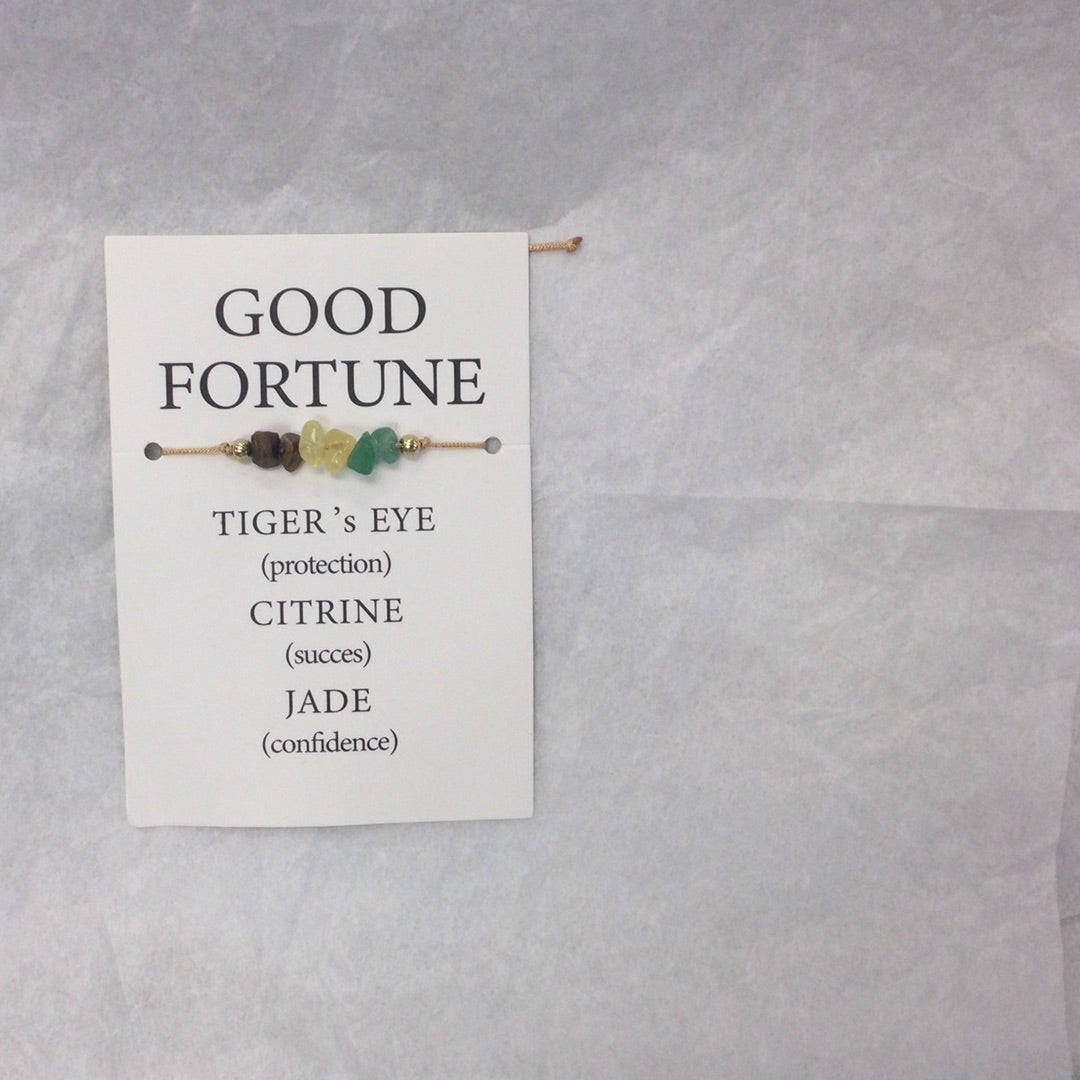 GOOD
FORTUNE
TIGER ’s EYE
(protection)
CITRINE
(succes)
JADE
(confidence)